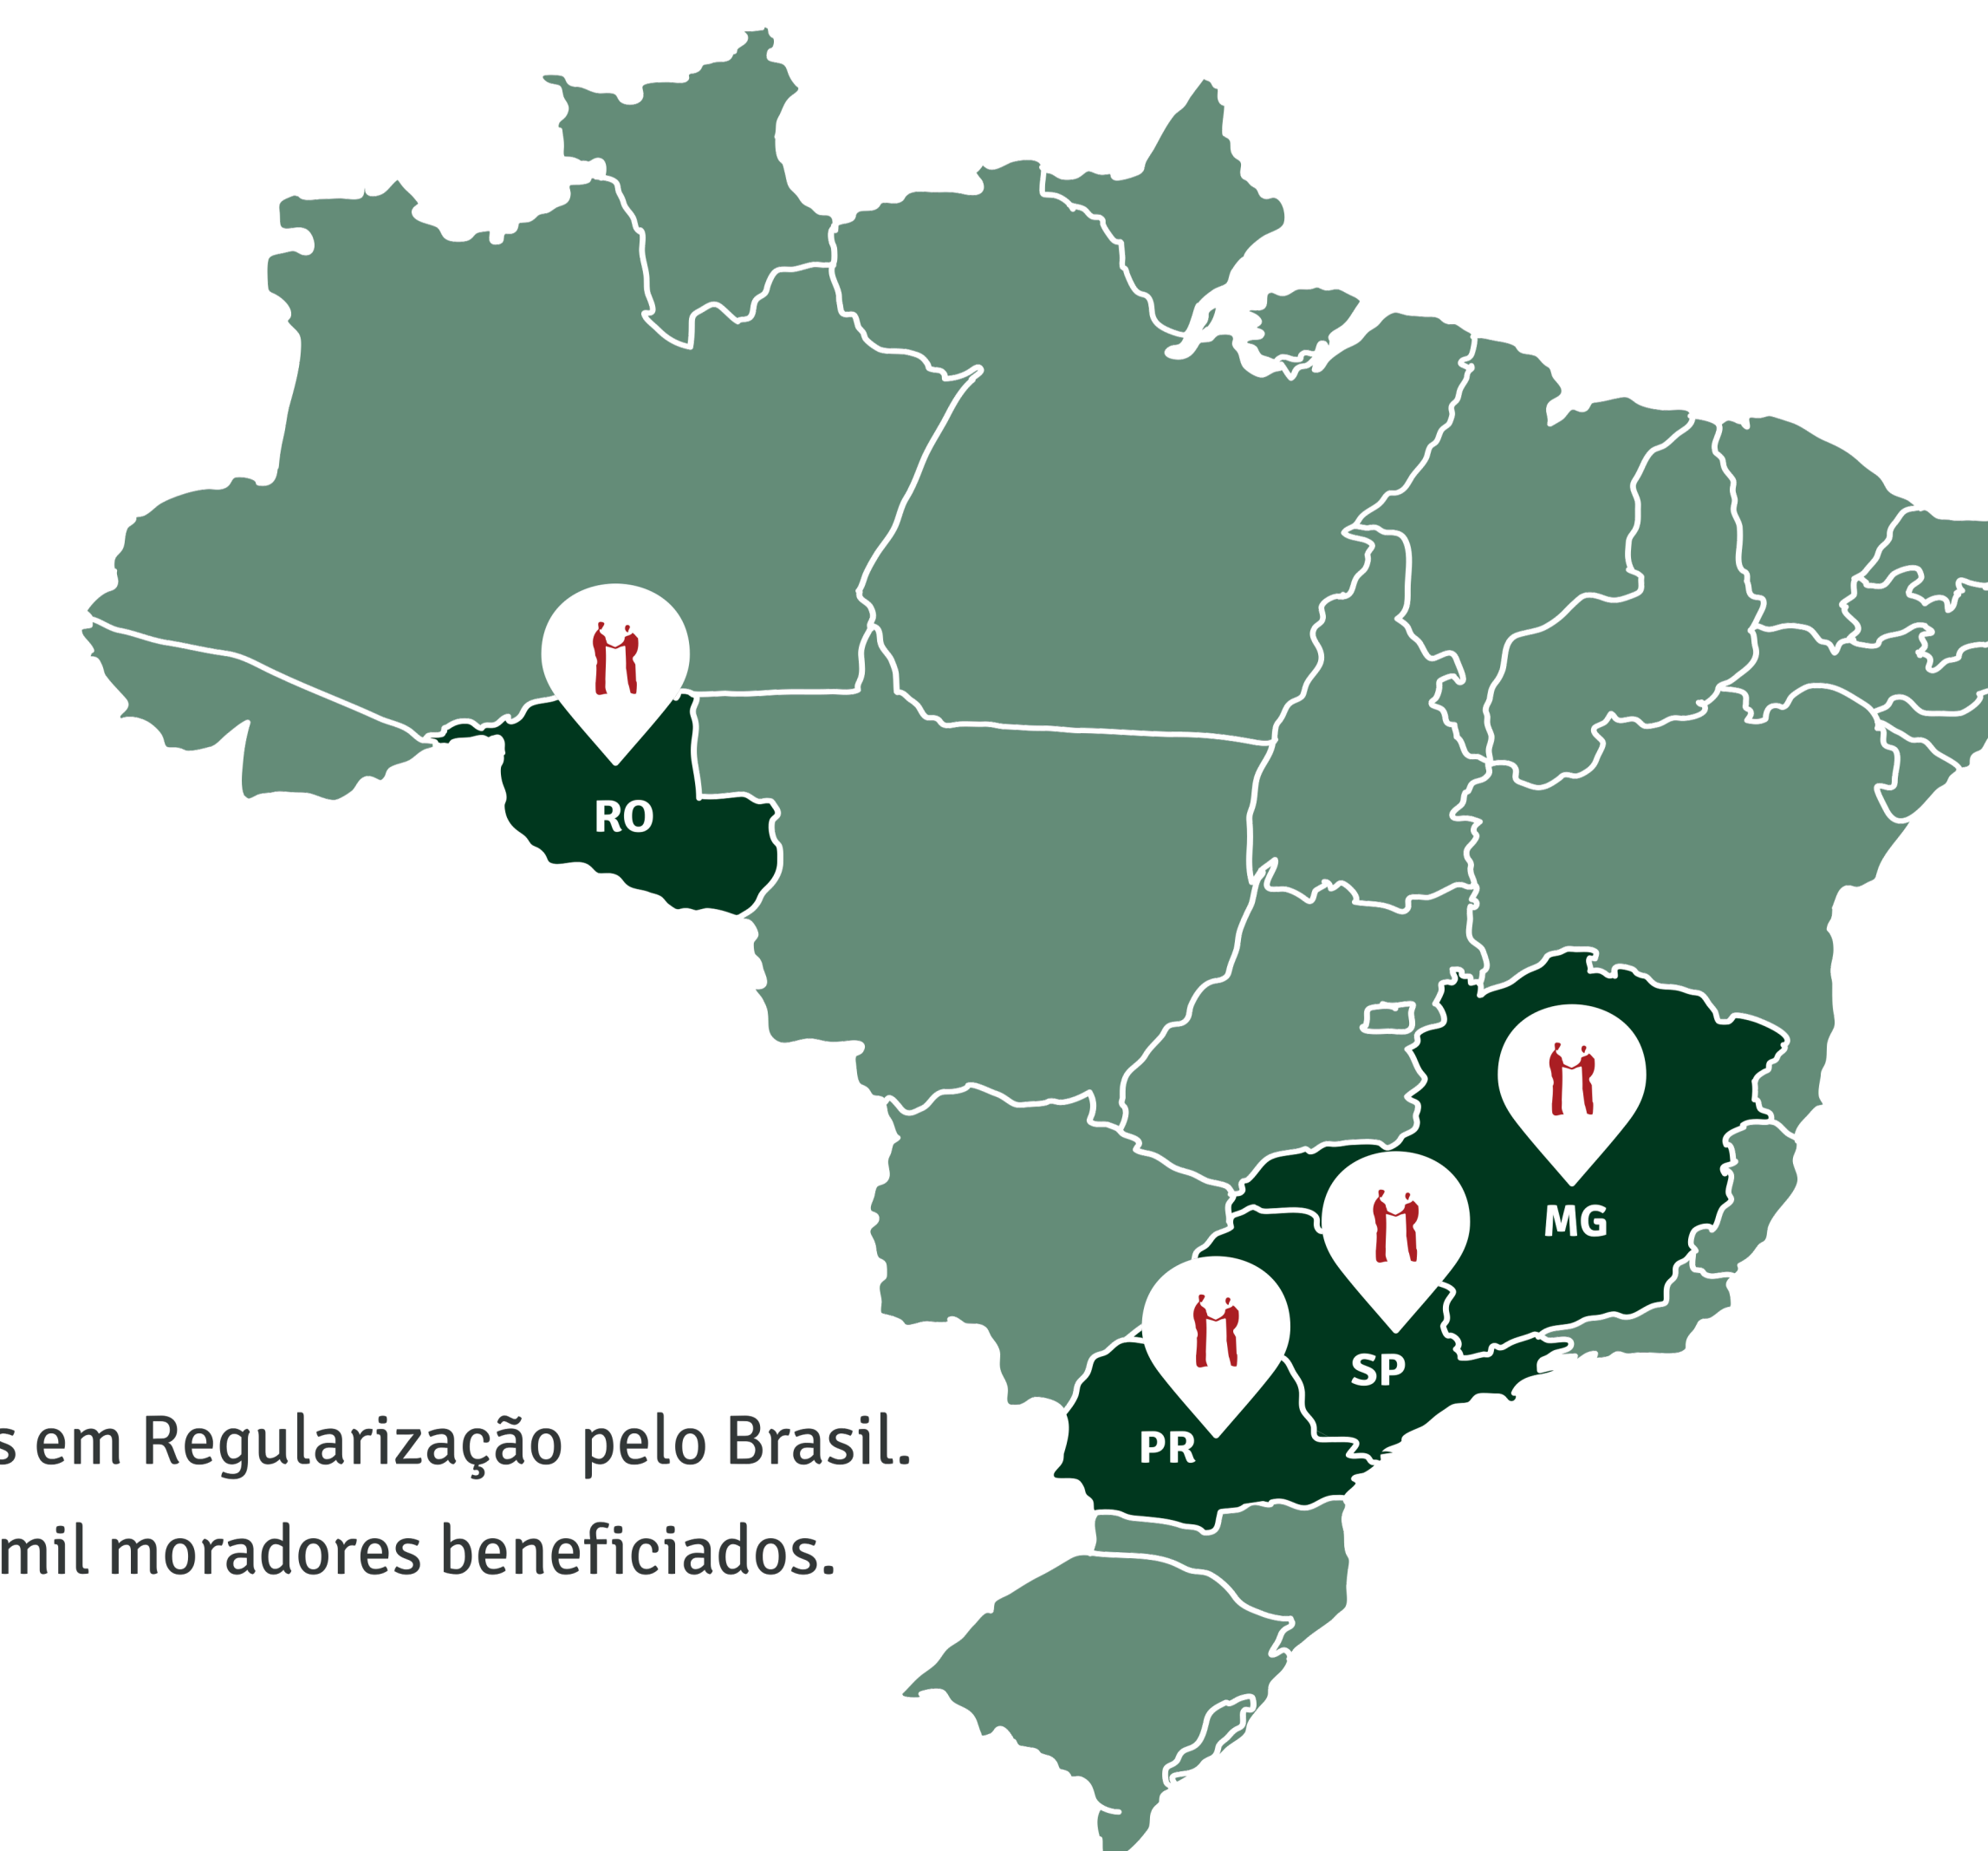 RO
MG
SP
PR
s em Regularização pelo Brasil.
mil moradores beneficiados.